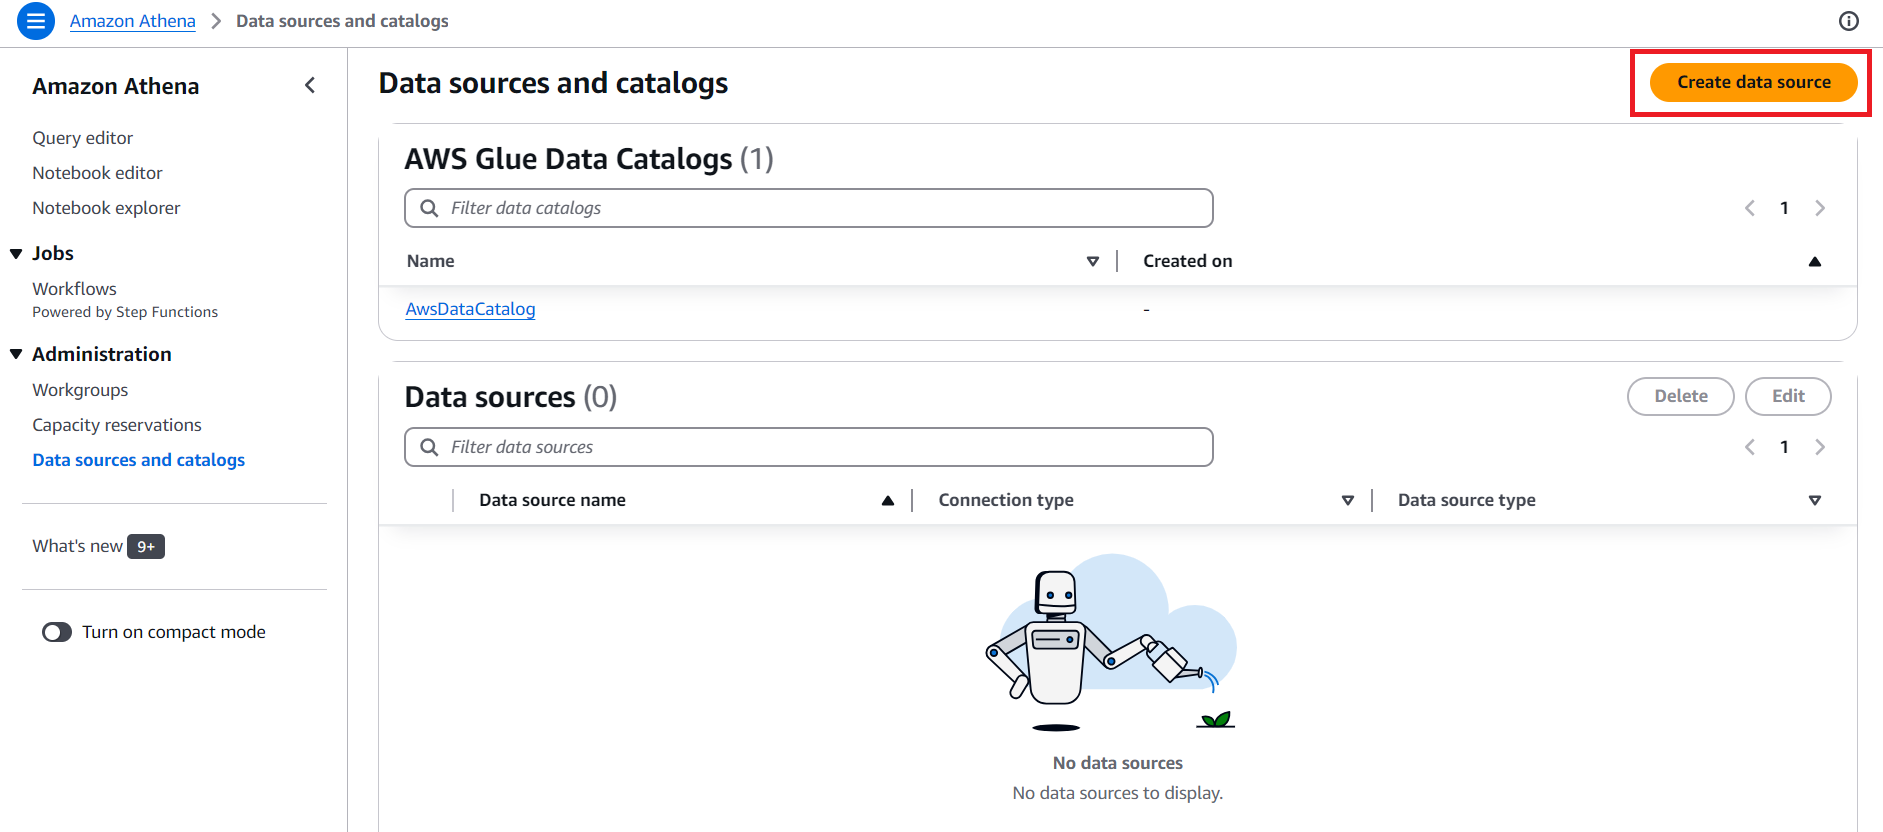 Amazon Athena > Data sources and catalogs
Amazon Athena
Query editor
Notebook editor
Notebook explorer
Jobs
Workflows
Powered by Step Functions
Administration
Workgroups
Capacity reservations
Data sources and catalogs
What's new 9+
Turn on compact mode
Data sources and catalogs
Create data source
AWS Glue Data Catalogs (1)
Filter data catalogs
1
Name Created on
AwsDataCatalog -
Data sources (0)
Delete Edit
Filter data sources
1
Data source name Connection type Data source type
No data sources
No data sources to display.